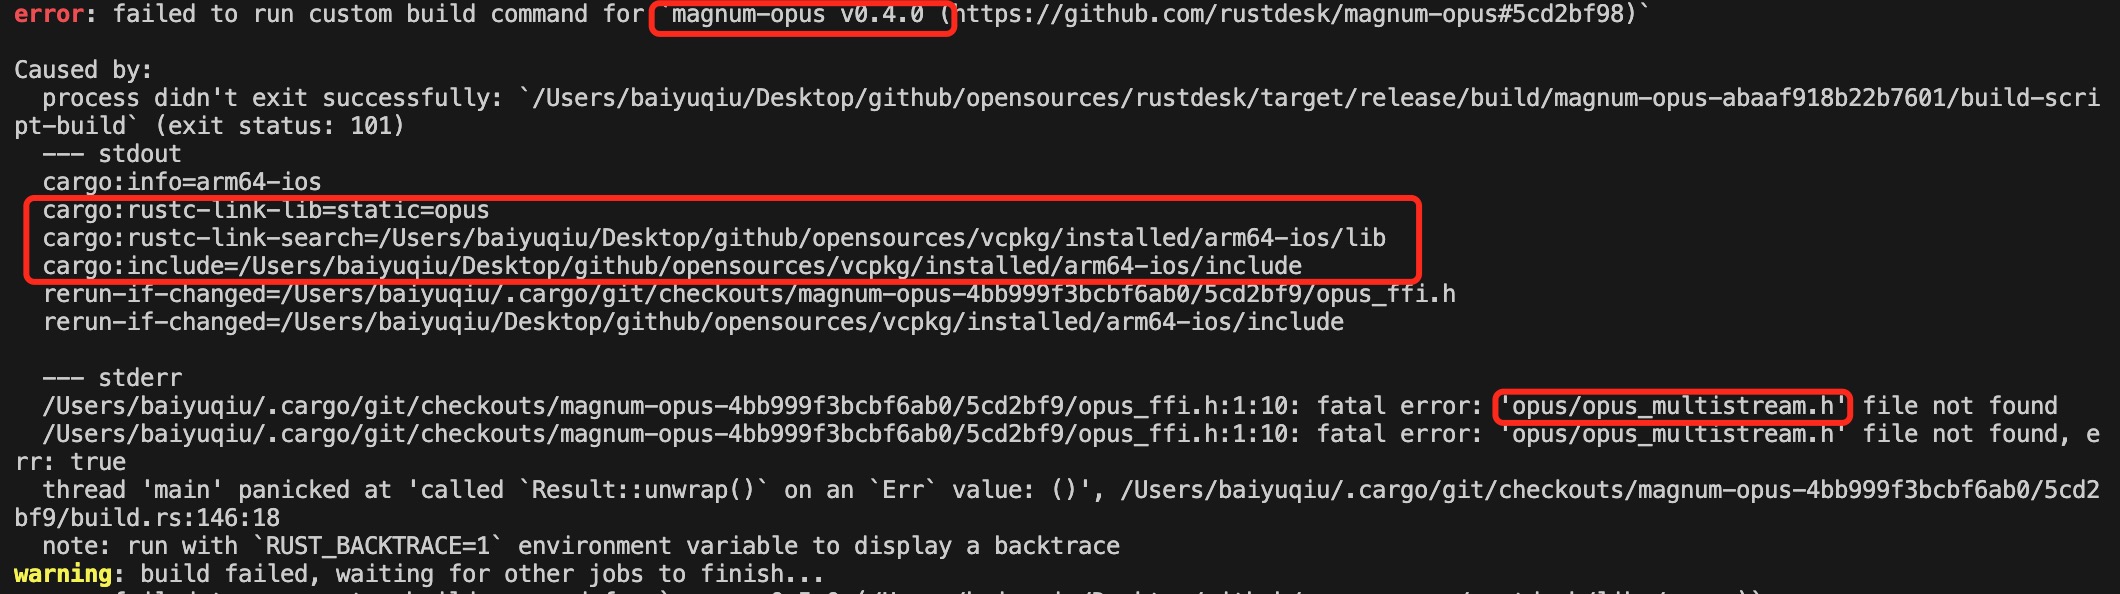 error: failed to run custom build command for `magnum-opus v0.4.0 (https://github.com/rustdesk/magnum-opus#5cd2bf98)`
Caused by:
process didn't exit successfully: `/Users/baiyuqiu/Desktop/github/opensources/rustdesk/target/release/build/magnum-opus-abaaf918b22b7601/build-scri
pt-build` (exit status: 101)
--- stdout
cargo:info=arm64-ios
cargo:rustc-link-lib=static=opus
cargo:rustc-link-search=/Users/baiyuqiu/Desktop/github/opensources/vcpkg/installed/arm64-ios/lib
cargo:include=/Users/baiyuqiu/Desktop/github/opensources/vcpkg/installed/arm64-ios/include
rerun-if-changed=/Users/baiyuqiu/.cargo/git/checkouts/magnum-opus-4bb999f3bcbf6ab0/5cd2bf9/opus_ffi.h
rerun-if-changed=/Users/baiyuqiu/Desktop/github/opensources/vcpkg/installed/arm64-ios/include
--- stderr
/Users/baiyuqiu/.cargo/git/checkouts/magnum-opus-4bb999f3bcbf6ab0/5cd2bf9/opus_ffi.h:1:10: fatal error: 'opus/opus_multistream.h' file not found
/Users/baiyuqiu/.cargo/git/checkouts/magnum-opus-4bb999f3bcbf6ab0/5cd2bf9/opus_ffi.h:1:10: fatal error: 'opus/opus_multistream.h' file not found, e
rr: true
thread 'main' panicked at 'called `Result::unwrap()` on an `Err` value: ()', /Users/baiyuqiu/.cargo/git/checkouts/magnum-opus-4bb999f3bcbf6ab0/5cd2
bf9/build.rs:146:18
note: run with `RUST_BACKTRACE=1` environment variable to display a backtrace
warning: build failed, waiting for other jobs to finish...